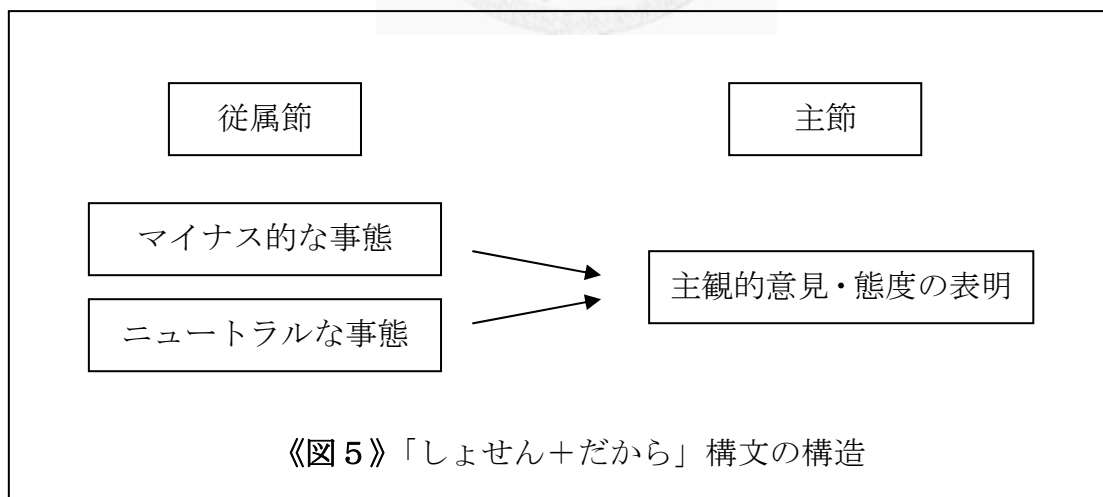 従属節
主節
マイナス的な事態
ニュートラルな事態
主観的意見・態度の表明
《図５》「しょせん＋だから」構文の構造